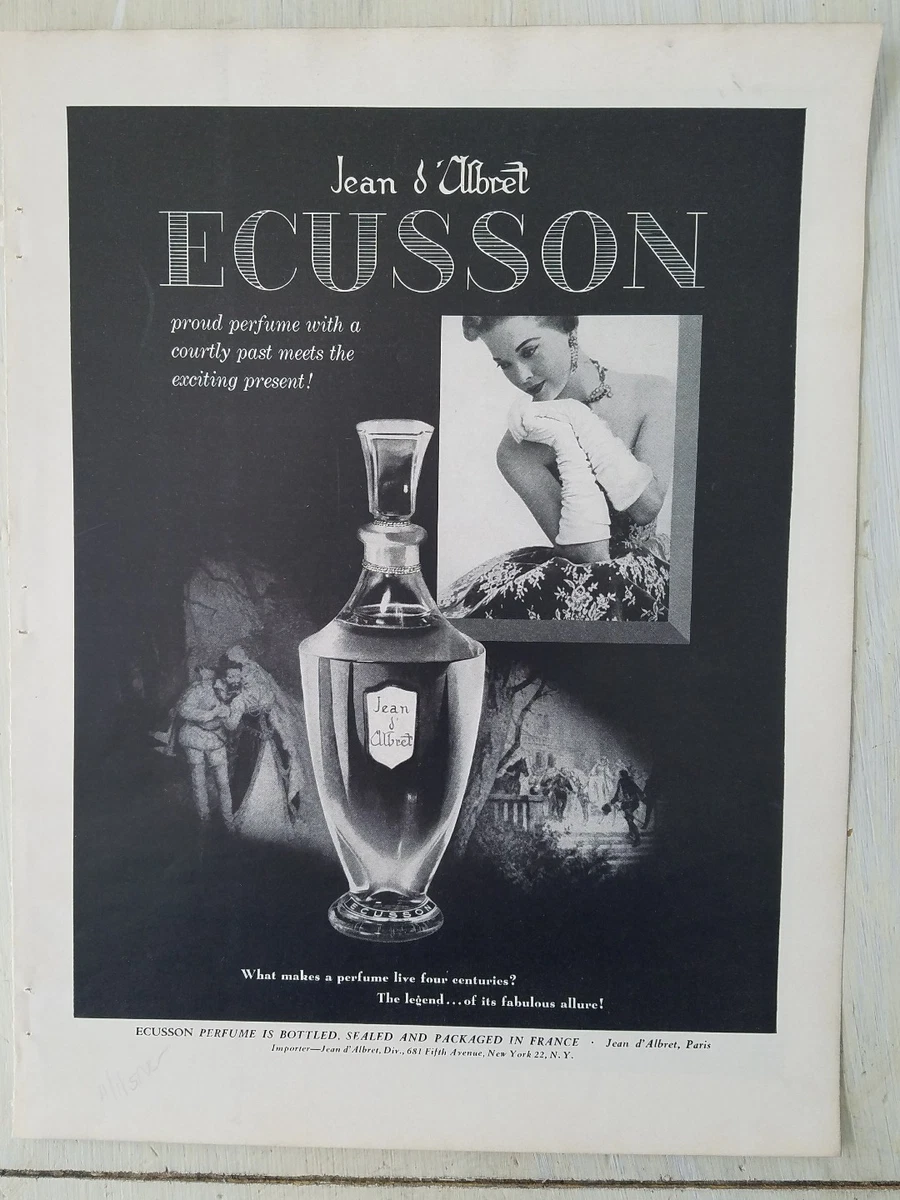 Jean d'Albret
ECUSSON
proud perfume with a
courtly past meets the
exciting present!
Jean
d'
Albret
ECUSSON
What makes a perfume live four centuries?
The legend...of its fabulous allure!
ECUSSON PERFUME IS BOTTLED, SEALED AND PACKAGED IN FRANCE · Jean d'Albret, Paris
Importer—Jean d'Albret, Div., 681 Fifth Avenue, New York 22, N.Y.